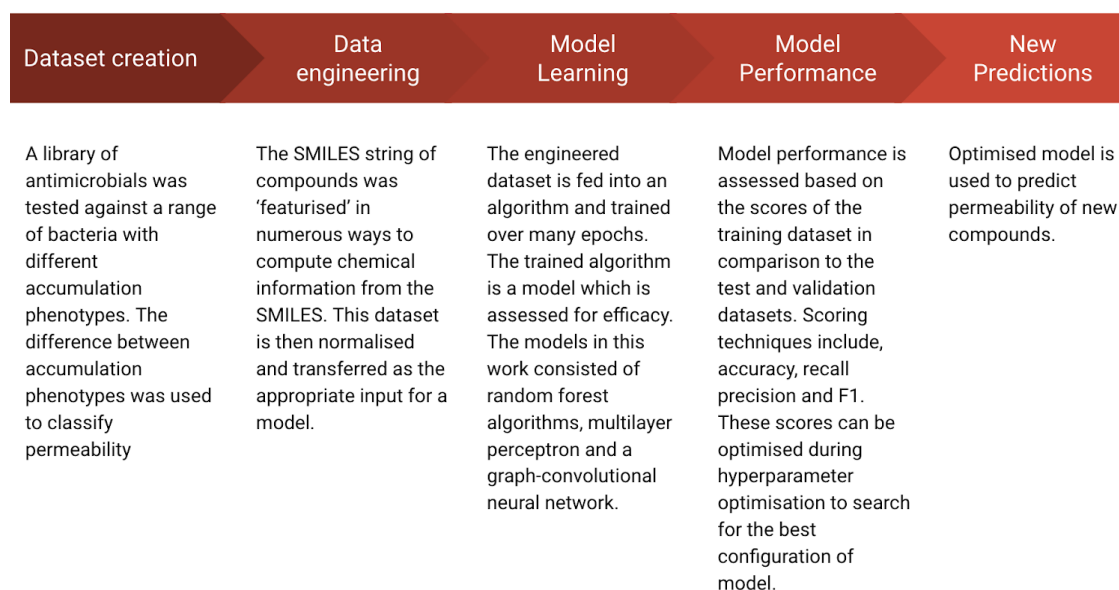 Dataset creation
Data
engineering
Model
Learning
Model
Performance
New
Predictions
A library of
antimicrobials was
tested against a range
of bacteria with
different
accumulation
phenotypes. The
difference between
accumulation
phenotypes was used
to classify
permeability
The SMILES string of
compounds was
‘featurised’ in
numerous ways to
compute chemical
information from the
SMILES. This dataset
is then normalised
and transferred as the
appropriate input for a
model.
The engineered
dataset is fed into an
algorithm and trained
over many epochs.
The trained algorithm
is a model which is
assessed for efficacy.
The models in this
work consisted of
random forest
algorithms, multilayer
perceptron and a
graph-convolutional
neural network.
Model performance is
assessed based on
the scores of the
training dataset in
comparison to the
test and validation
datasets. Scoring
techniques include,
accuracy, recall
precision and F1.
These scores can be
optimised during
hyperparameter
optimisation to search
for the best
configuration of
model.
Optimised model is
used to predict
permeability of new
compounds.